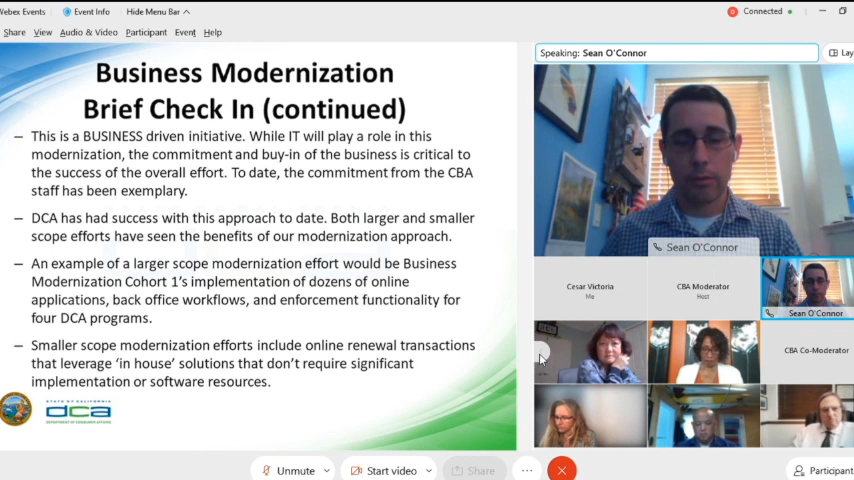 Webex Events
Event Info
Hide Menu Bar
Connected
Share View Audio & Video Participant Event Help
Business Modernization
Brief Check In (continued)
– This is a BUSINESS driven initiative. While IT will play a role in this
modernization, the commitment and buy-in of the business is critical to
the success of the overall effort. To date, the commitment from the CBA
staff has been exemplary.
– DCA has had success with this approach to date. Both larger and smaller
scope efforts have seen the benefits of our modernization approach.
– An example of a larger scope modernization effort would be Business
Modernization Cohort 1's implementation of dozens of online
applications, back office workflows, and enforcement functionality for
four DCA programs.
– Smaller scope modernization efforts include online renewal transactions
that leverage 'in house' solutions that don't require significant
implementation or software resources.
STATE OF CALIFORNIA
dca
DEPARTMENT OF CONSUMER AFFAIRS
Speaking: Sean O'Connor
Lay
Sean O'Connor
Cesar Victoria
Me
CBA Moderator
Host
Sean O'Connor
CBA Co-Moderator
Unmute
Start video
Share
Participant